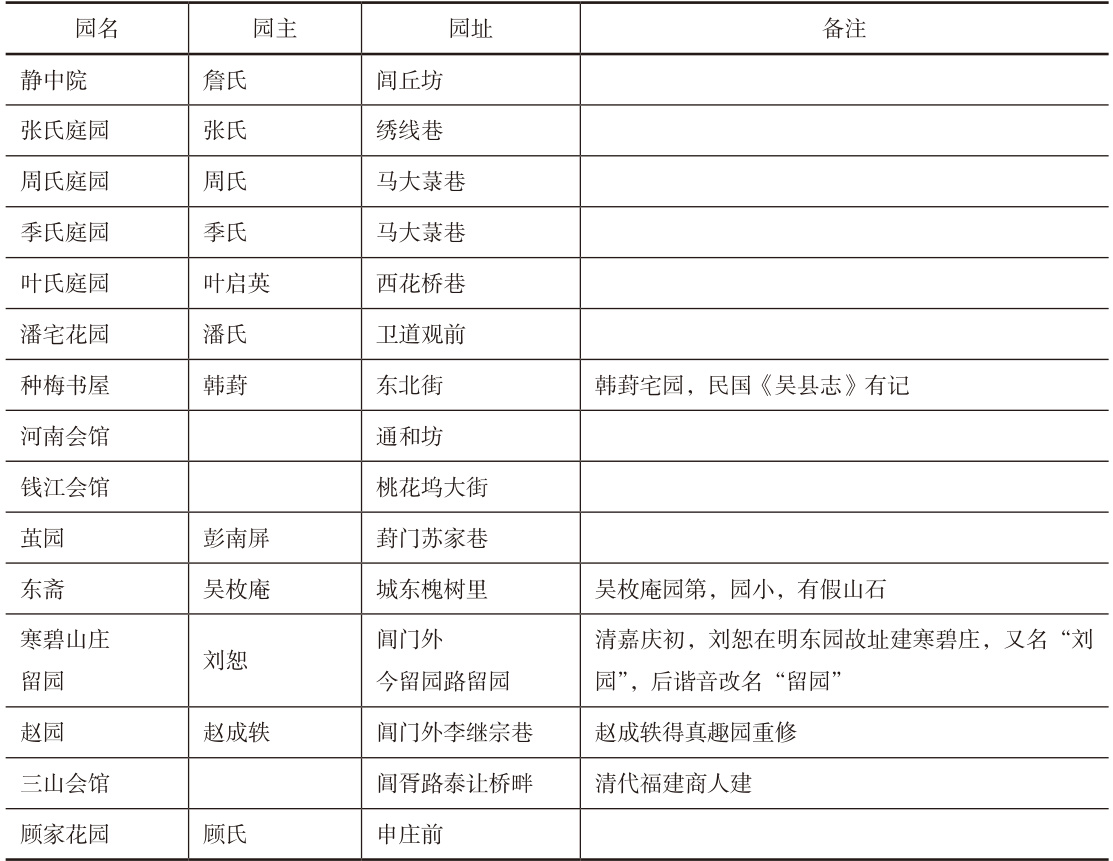 园名 园主 园址 备注
静中院 詹氏 闾丘坊
张氏庭园 张氏 绣线巷
周氏庭园 周氏 马大箓巷
季氏庭园 季氏 马大箓巷
叶氏庭园 叶启英 西花桥巷
潘宅花园 潘氏 卫道观前
种梅书屋 韩葑 东北街 韩葑宅园，民国《吴县志》有记
河南会馆 通和坊
钱江会馆 桃花坞大街
茧园 彭南屏 葑门苏家巷
东斋 吴枚庵 城东槐树里 吴枚庵园第，园小，有假山石
寒碧山庄 刘恕 阊门外 清嘉庆初，刘恕在明东园故址建寒碧庄，又名“刘
留园 今留园路留园 园”，后谐音改名“留园”
赵园 赵成轶 阊门外李继宗巷 赵成轶得真趣园重修
三山会馆 阊胥路泰让桥畔 清代福建商人建
顾家花园 顾氏 申庄前